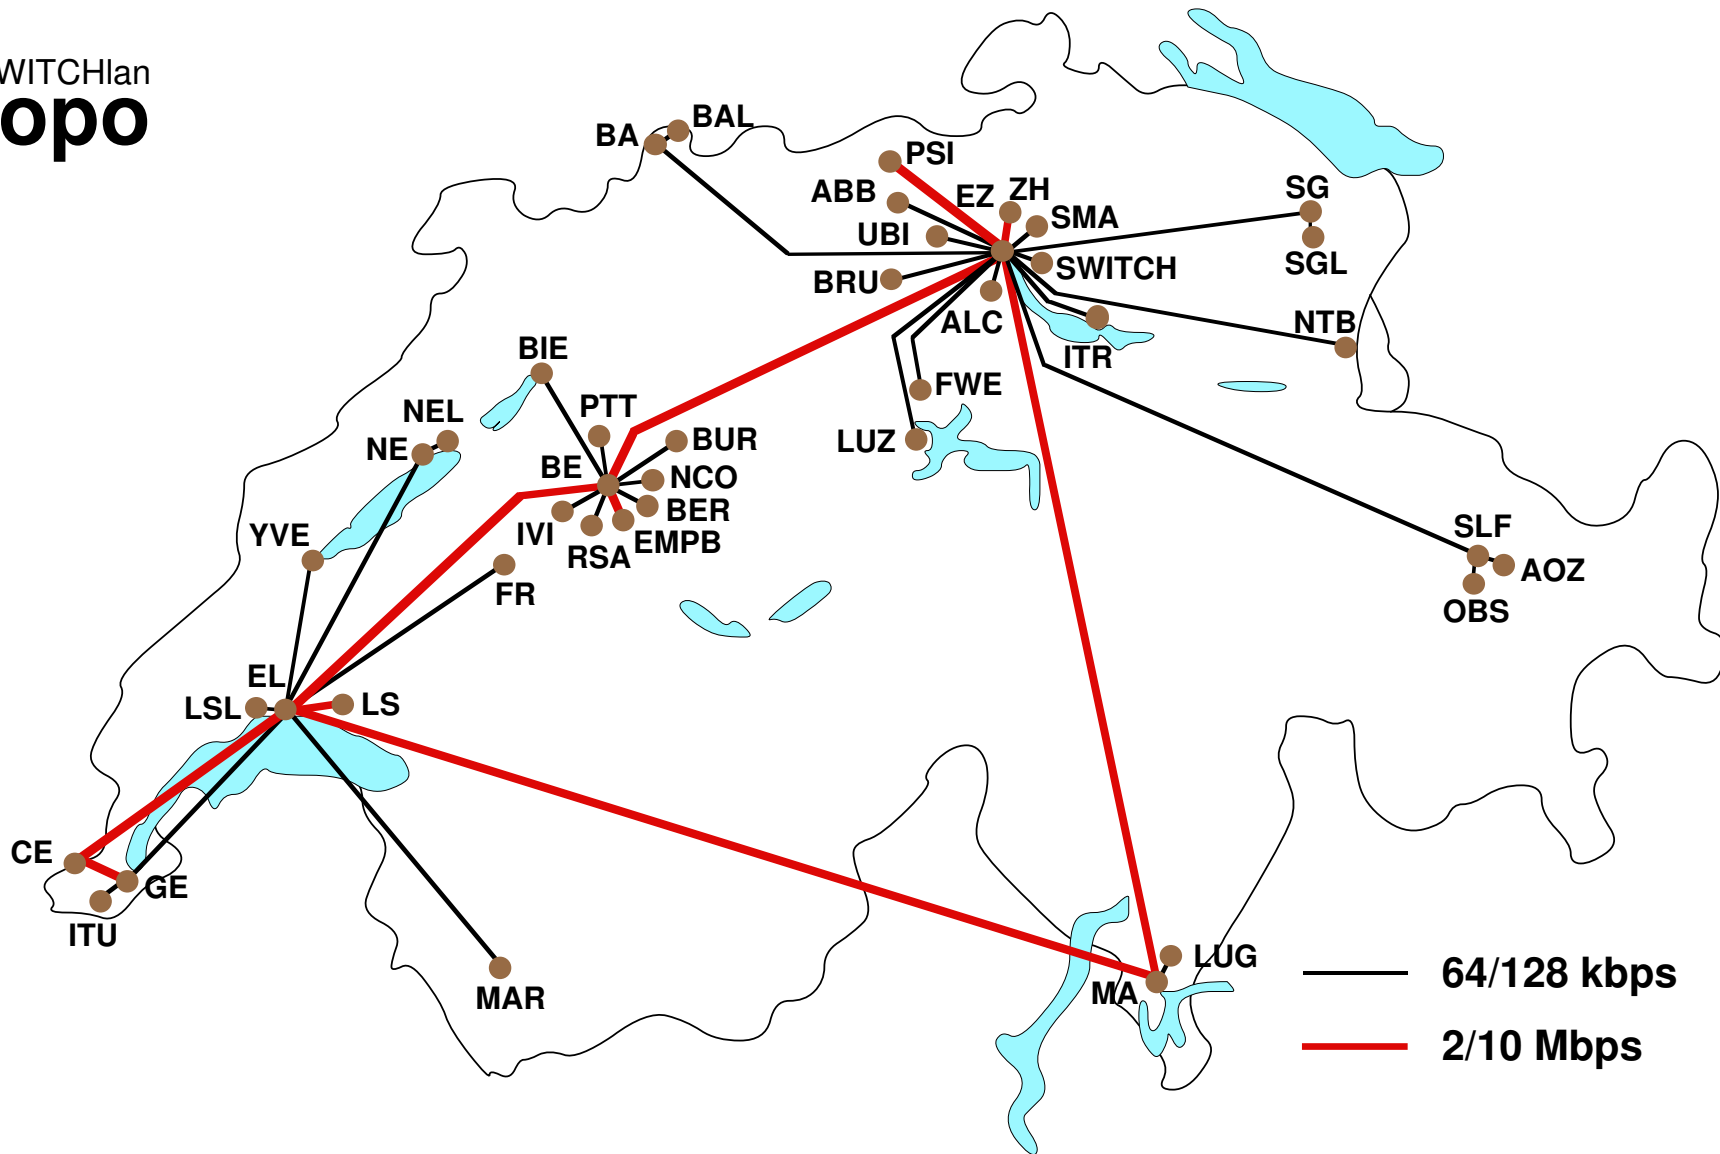 WITCHlan
opo
BAL
BA
PSI
ABB
EZ
ZH
SMA
UBI
SG
SGL
SWITCH
BRU
ALC
NTB
ITR
BIE
FWE
PTT
NEL
NE
BUR
LUZ
BE
NCO
BER
YVE
IVI
EMPB
RSA
SLF
AOZ
FR
OBS
EL
LSL
LS
CE
GE
ITU
LUG
MA
MAR
64/128 kbps
2/10 Mbps